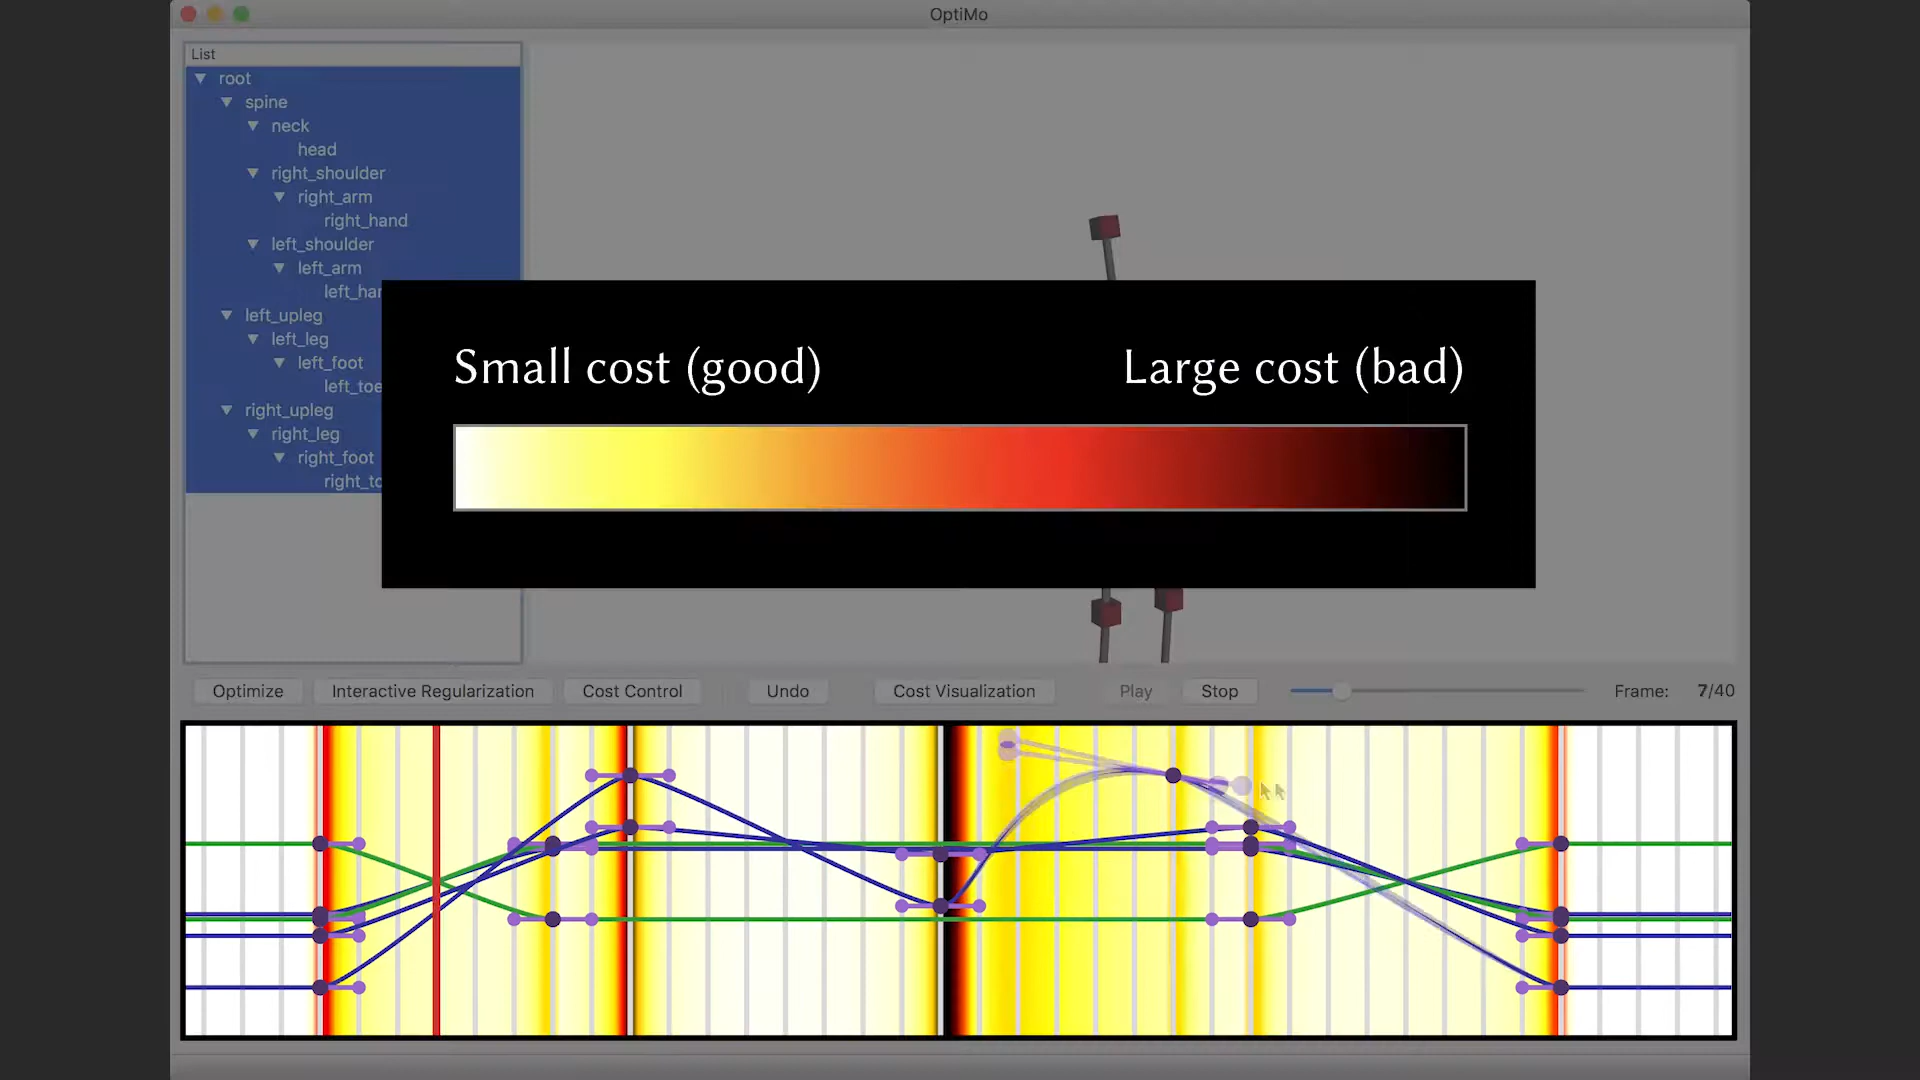 OptiMo
List
root
spine
neck
head
right_shoulder
right_arm
right_hand
left_shoulder
left_arm
left_har
left_upleg
left_leg
left_foot
left_toe
right_upleg
right_leg
right_foot
right_to
Small cost (good) Large cost (bad)
Optimize Interactive Regularization Cost Control Undo Cost Visualization Play Stop Frame: 7/40